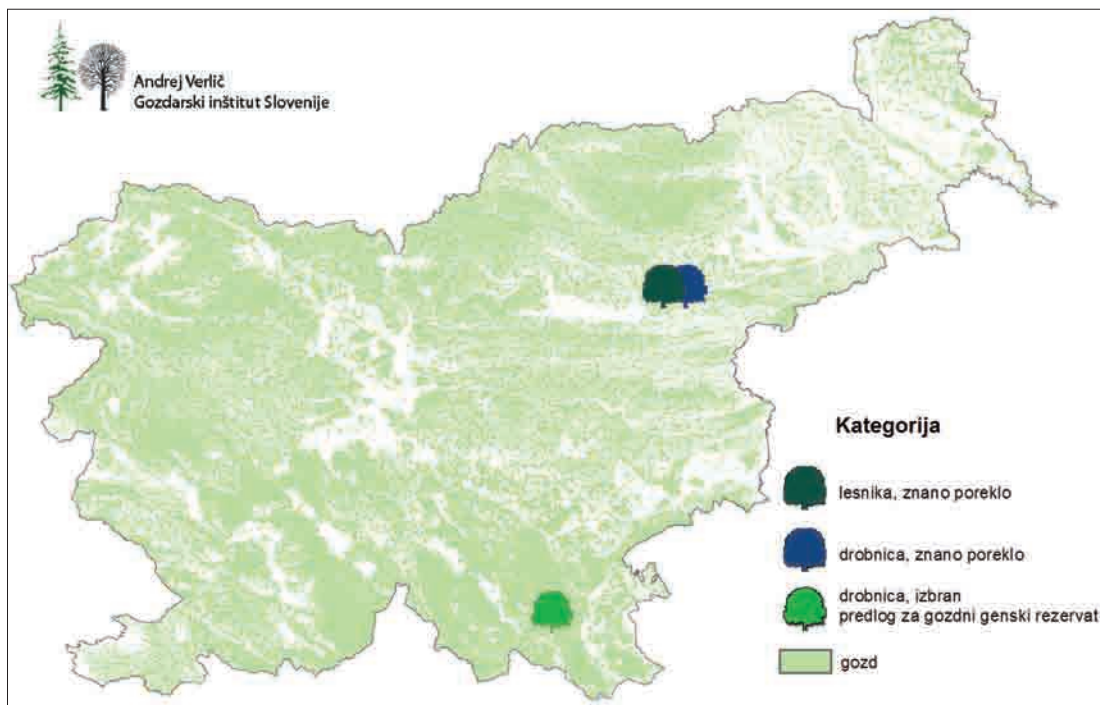 Andrej Verlič
Gozdarski inštitut Slovenije
Kategorija
lesnika, znano poreklo
drobnica, znano poreklo
drobnica, izbran
predlog za gozdni genski rezervat
gozd